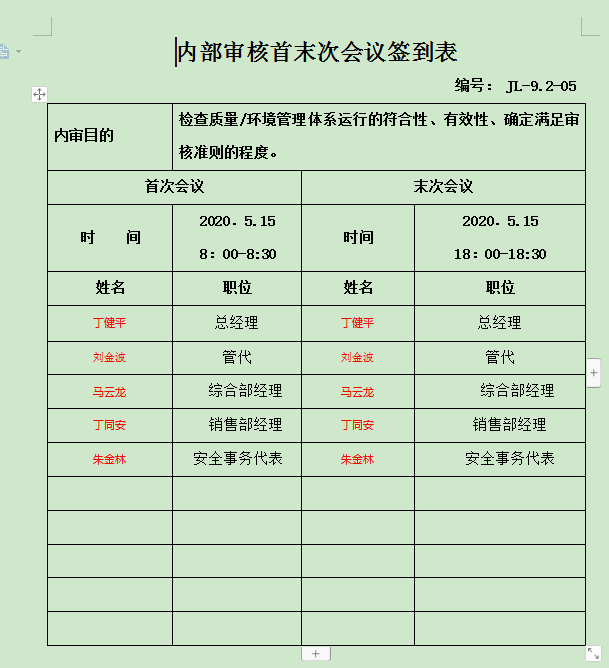 内部审核首末次会议签到表
编号： JL-9.2-05
内审目的
检查质量/环境管理体系运行的符合性、有效性、确定满足审
核准则的程度。
首次会议 末次会议
时 间 2020．5.15 时间 2020．5.15
8：00-8:30 18：00-18:30
姓名 职位 姓名 职位
丁健平 总经理 丁健平 总经理
刘金波 管代 刘金波 管代
马云龙 综合部经理 马云龙 综合部经理
丁同安 销售部经理 丁同安 销售部经理
朱金林 安全事务代表 朱金林 安全事务代表